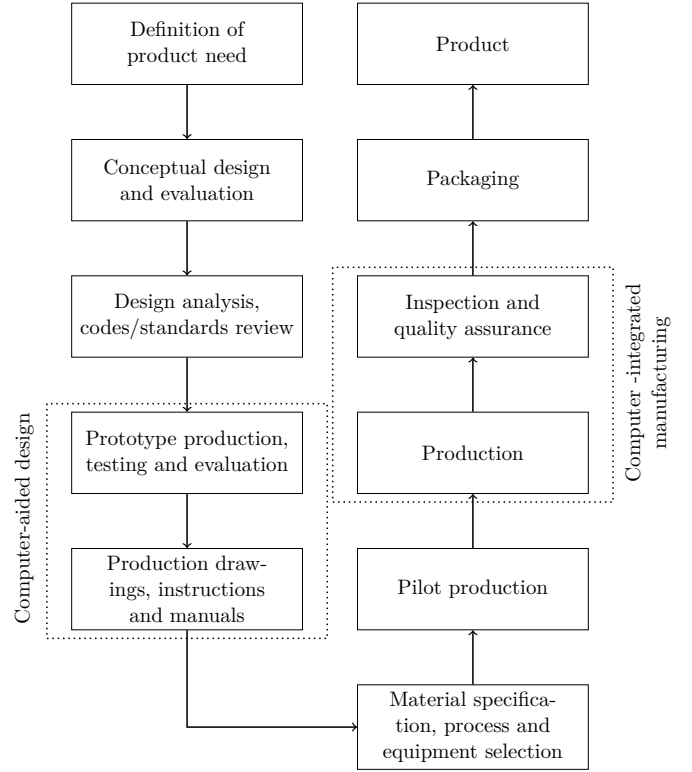 Definition of
product need
Conceptual design
and evaluation
Design analysis,
codes/standards review
Computer-aided design
Prototype production,
testing and evaluation
Production draw-
ings, instructions
and manuals
Material specifica-
tion, process and
equipment selection
Pilot production
Production
Inspection and
quality assurance
Computer -integrated
manufacturing
Packaging
Product